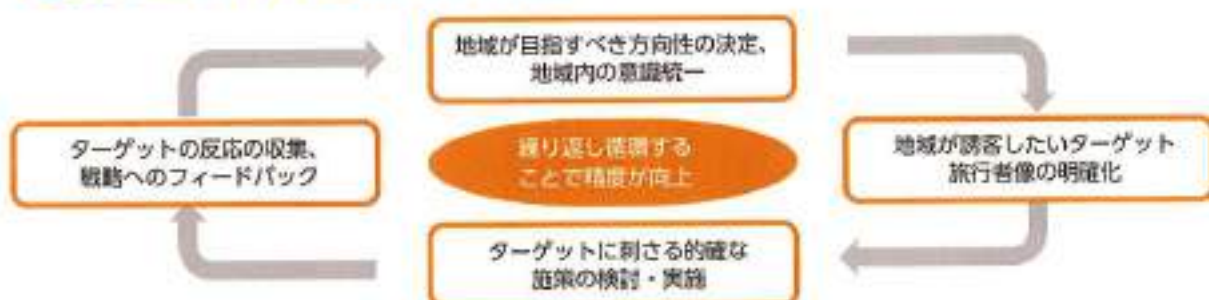 地域が目指すべき方向性の決定、
地域内の意識統一
地域が誘客したいターゲット
旅行者像の明確化
ターゲットに刺さる的確な
施策の検討・実施
ターゲットの反応の収集、
戦略へのフィードバック
繰り返し循環する
ことで精度が向上